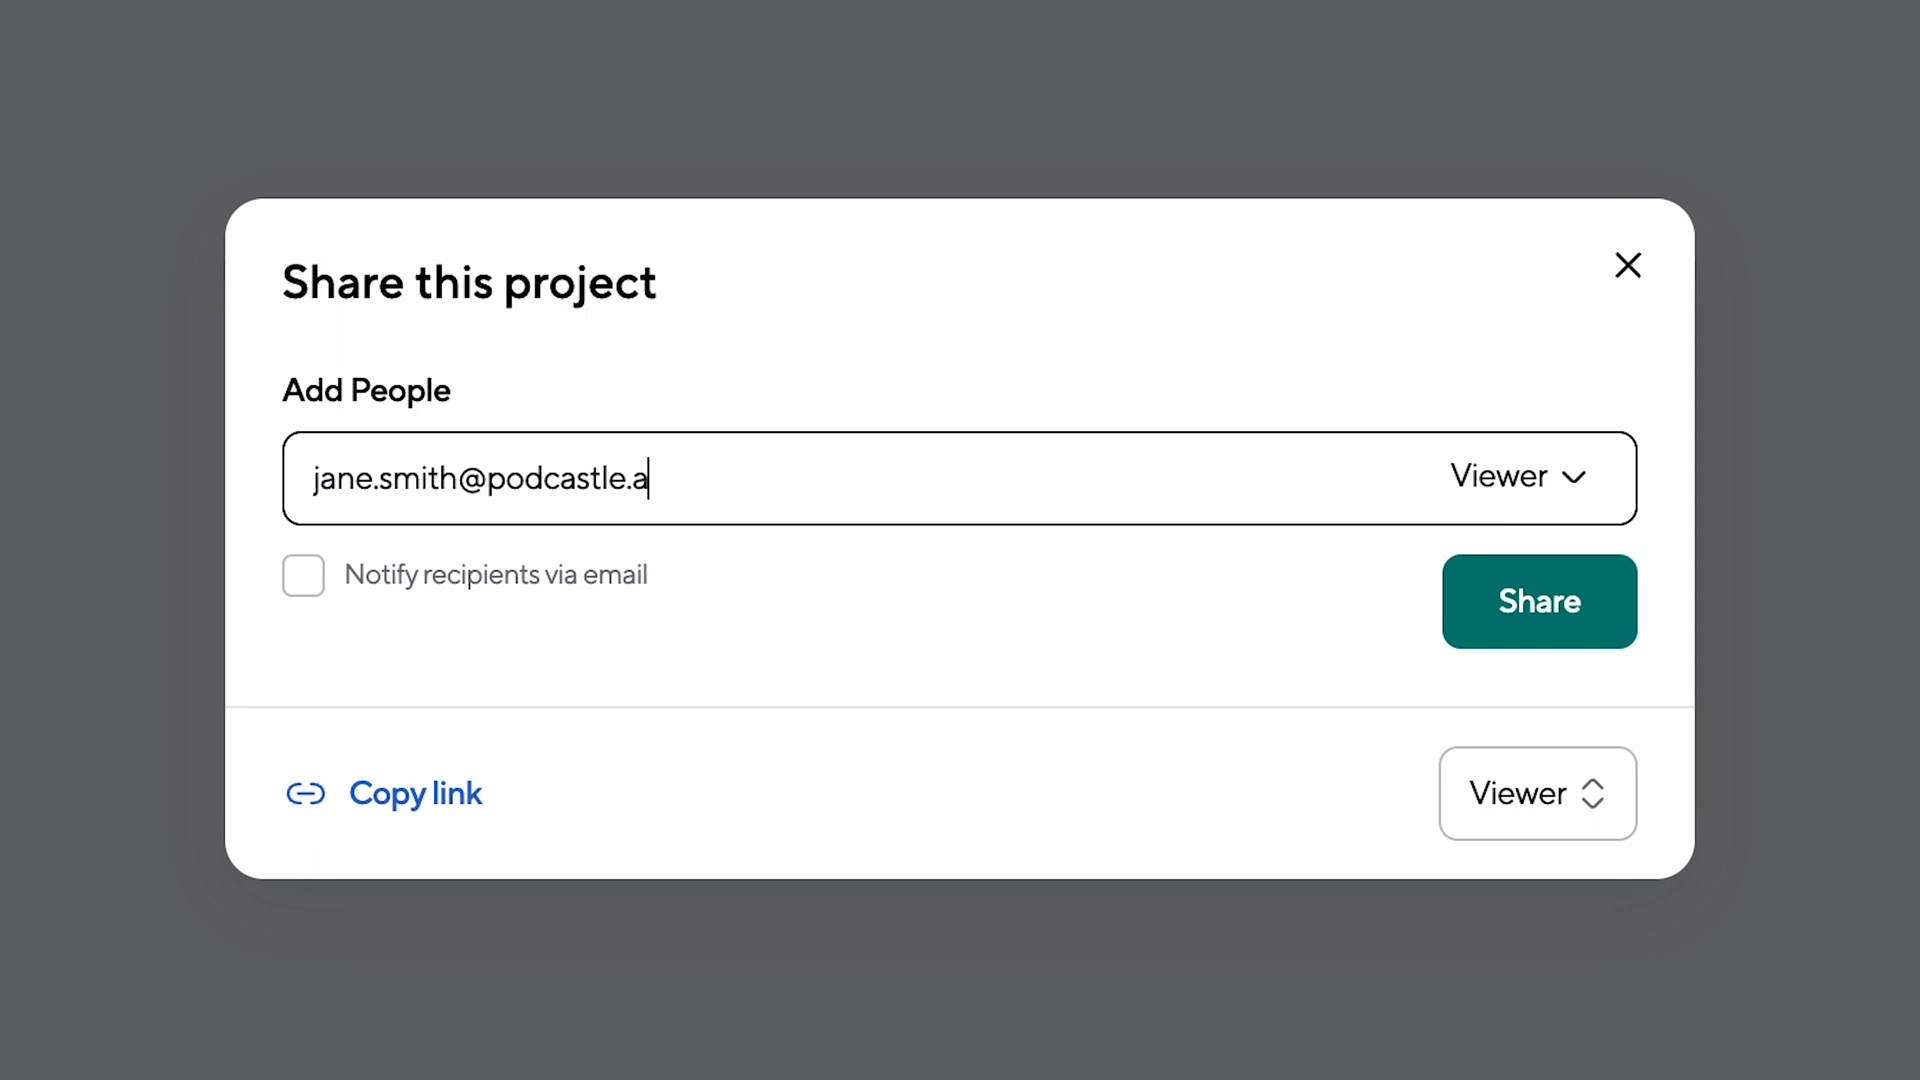 Share this project
Add People
jane.smith@podcastle.a
Viewer
Notify recipients via email
Share
Copy link
Viewer